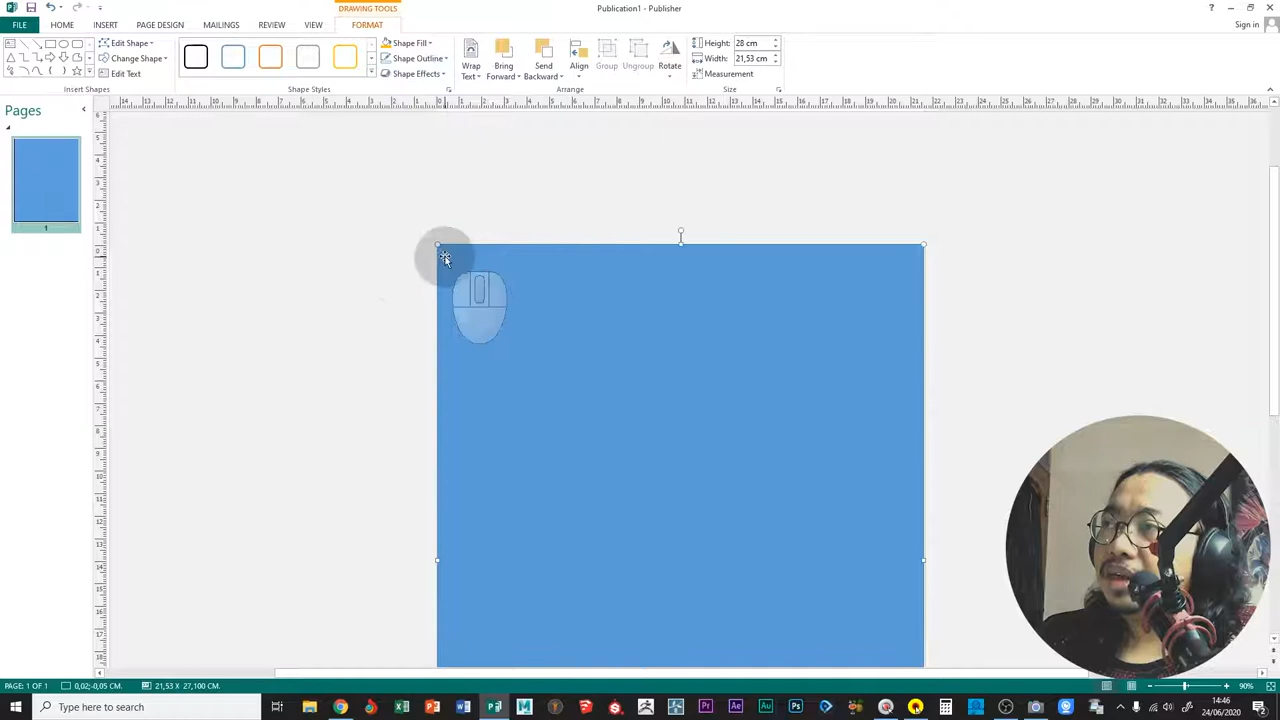 DRAWING TOOLS
Publication1 - Publisher
FILE HOME INSERT PAGE DESIGN MAILINGS REVIEW VIEW FORMAT
Sign in
Edit Shape
Change Shape
Edit Text
Insert Shapes
Shape Styles
Shape Fill
Shape Outline
Shape Effects
Wrap Text
Bring Forward
Send Backward
Align
Group
Ungroup
Rotate
Arrange
Height: 28 cm
Width: 21,53 cm
Measurement
Size
Pages
1
PAGE: 1 OF 1
0,02;-0,05 CM.
21,53 X 27,100 CM.
90%
Type here to search
14:46
24/06/2020